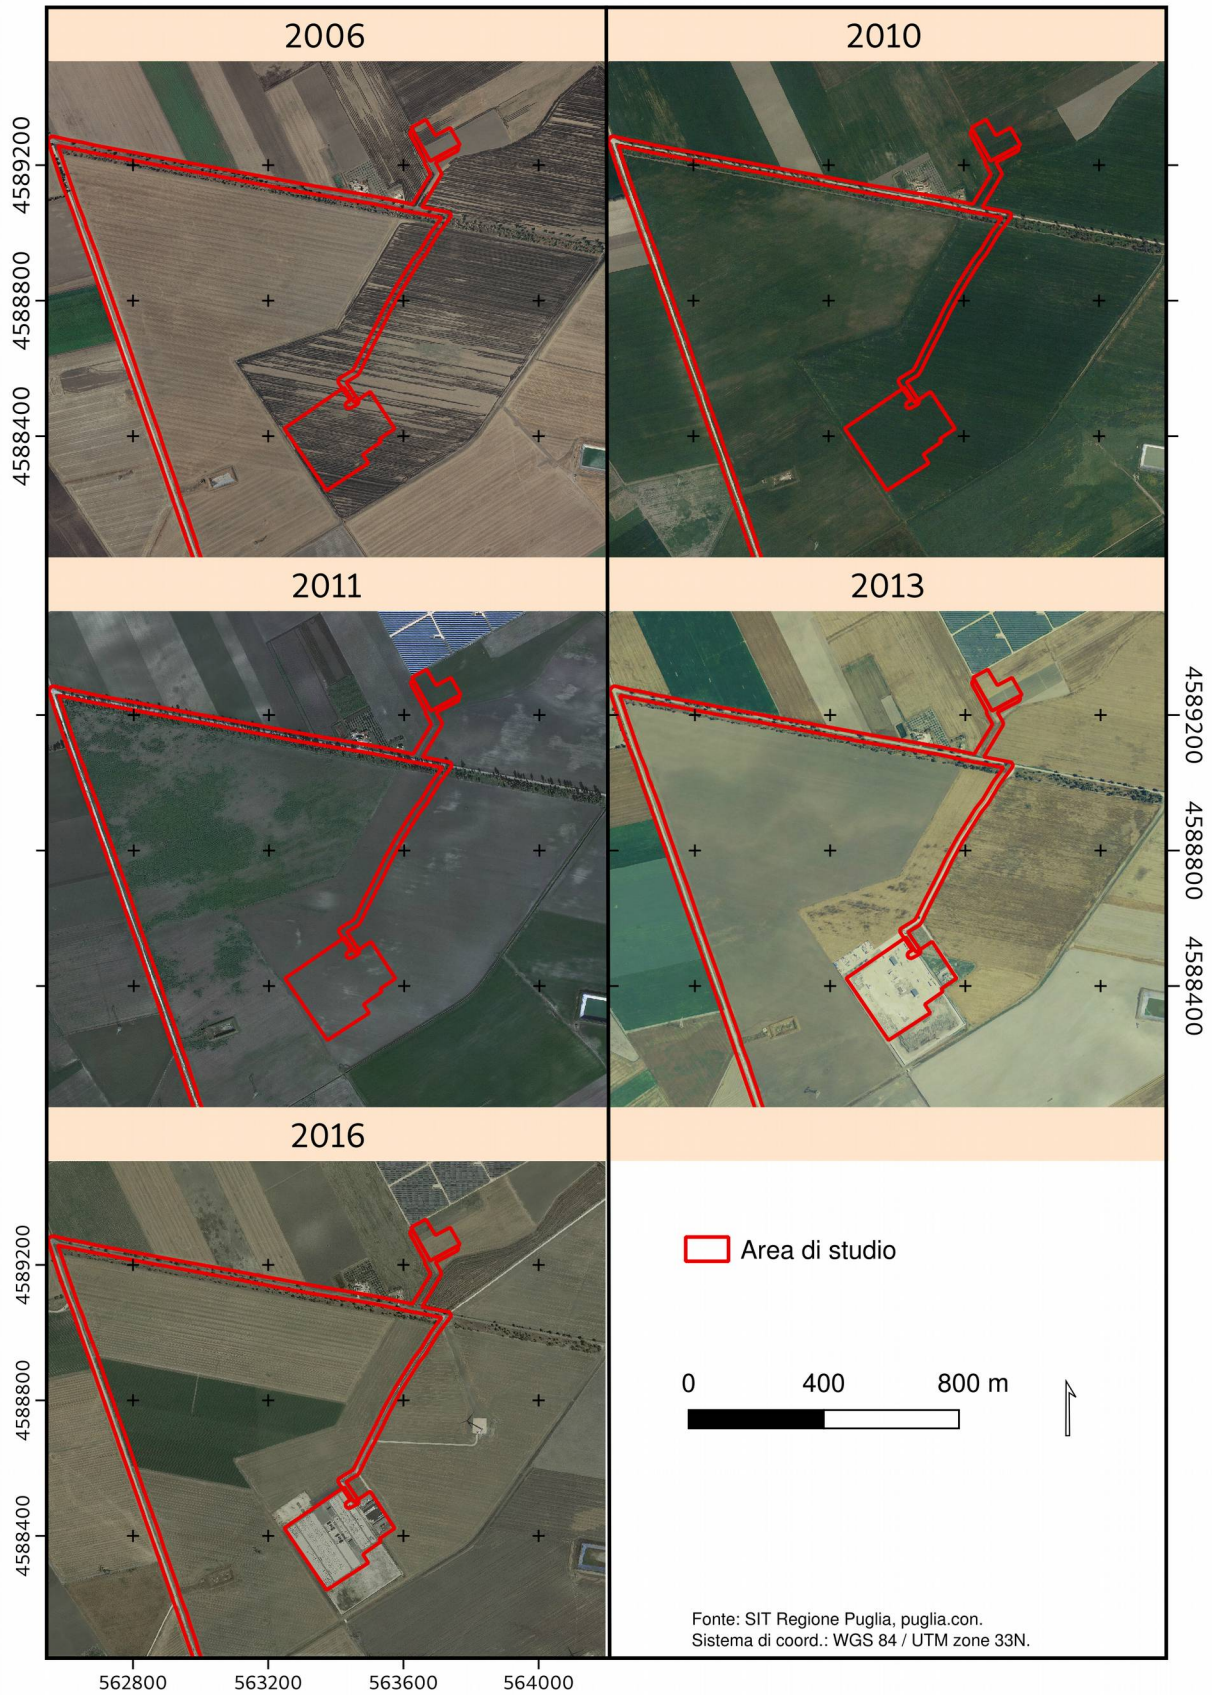 2006
2010
4589200
4588800
4588400
2011
2013
4589200
4588800
4588400
2016
4589200
4588800
4588400
Area di studio
0 400 800 m
Fonte: SIT Regione Puglia, puglia.con.
Sistema di coord.: WGS 84 / UTM zone 33N.
562800 563200 563600 564000